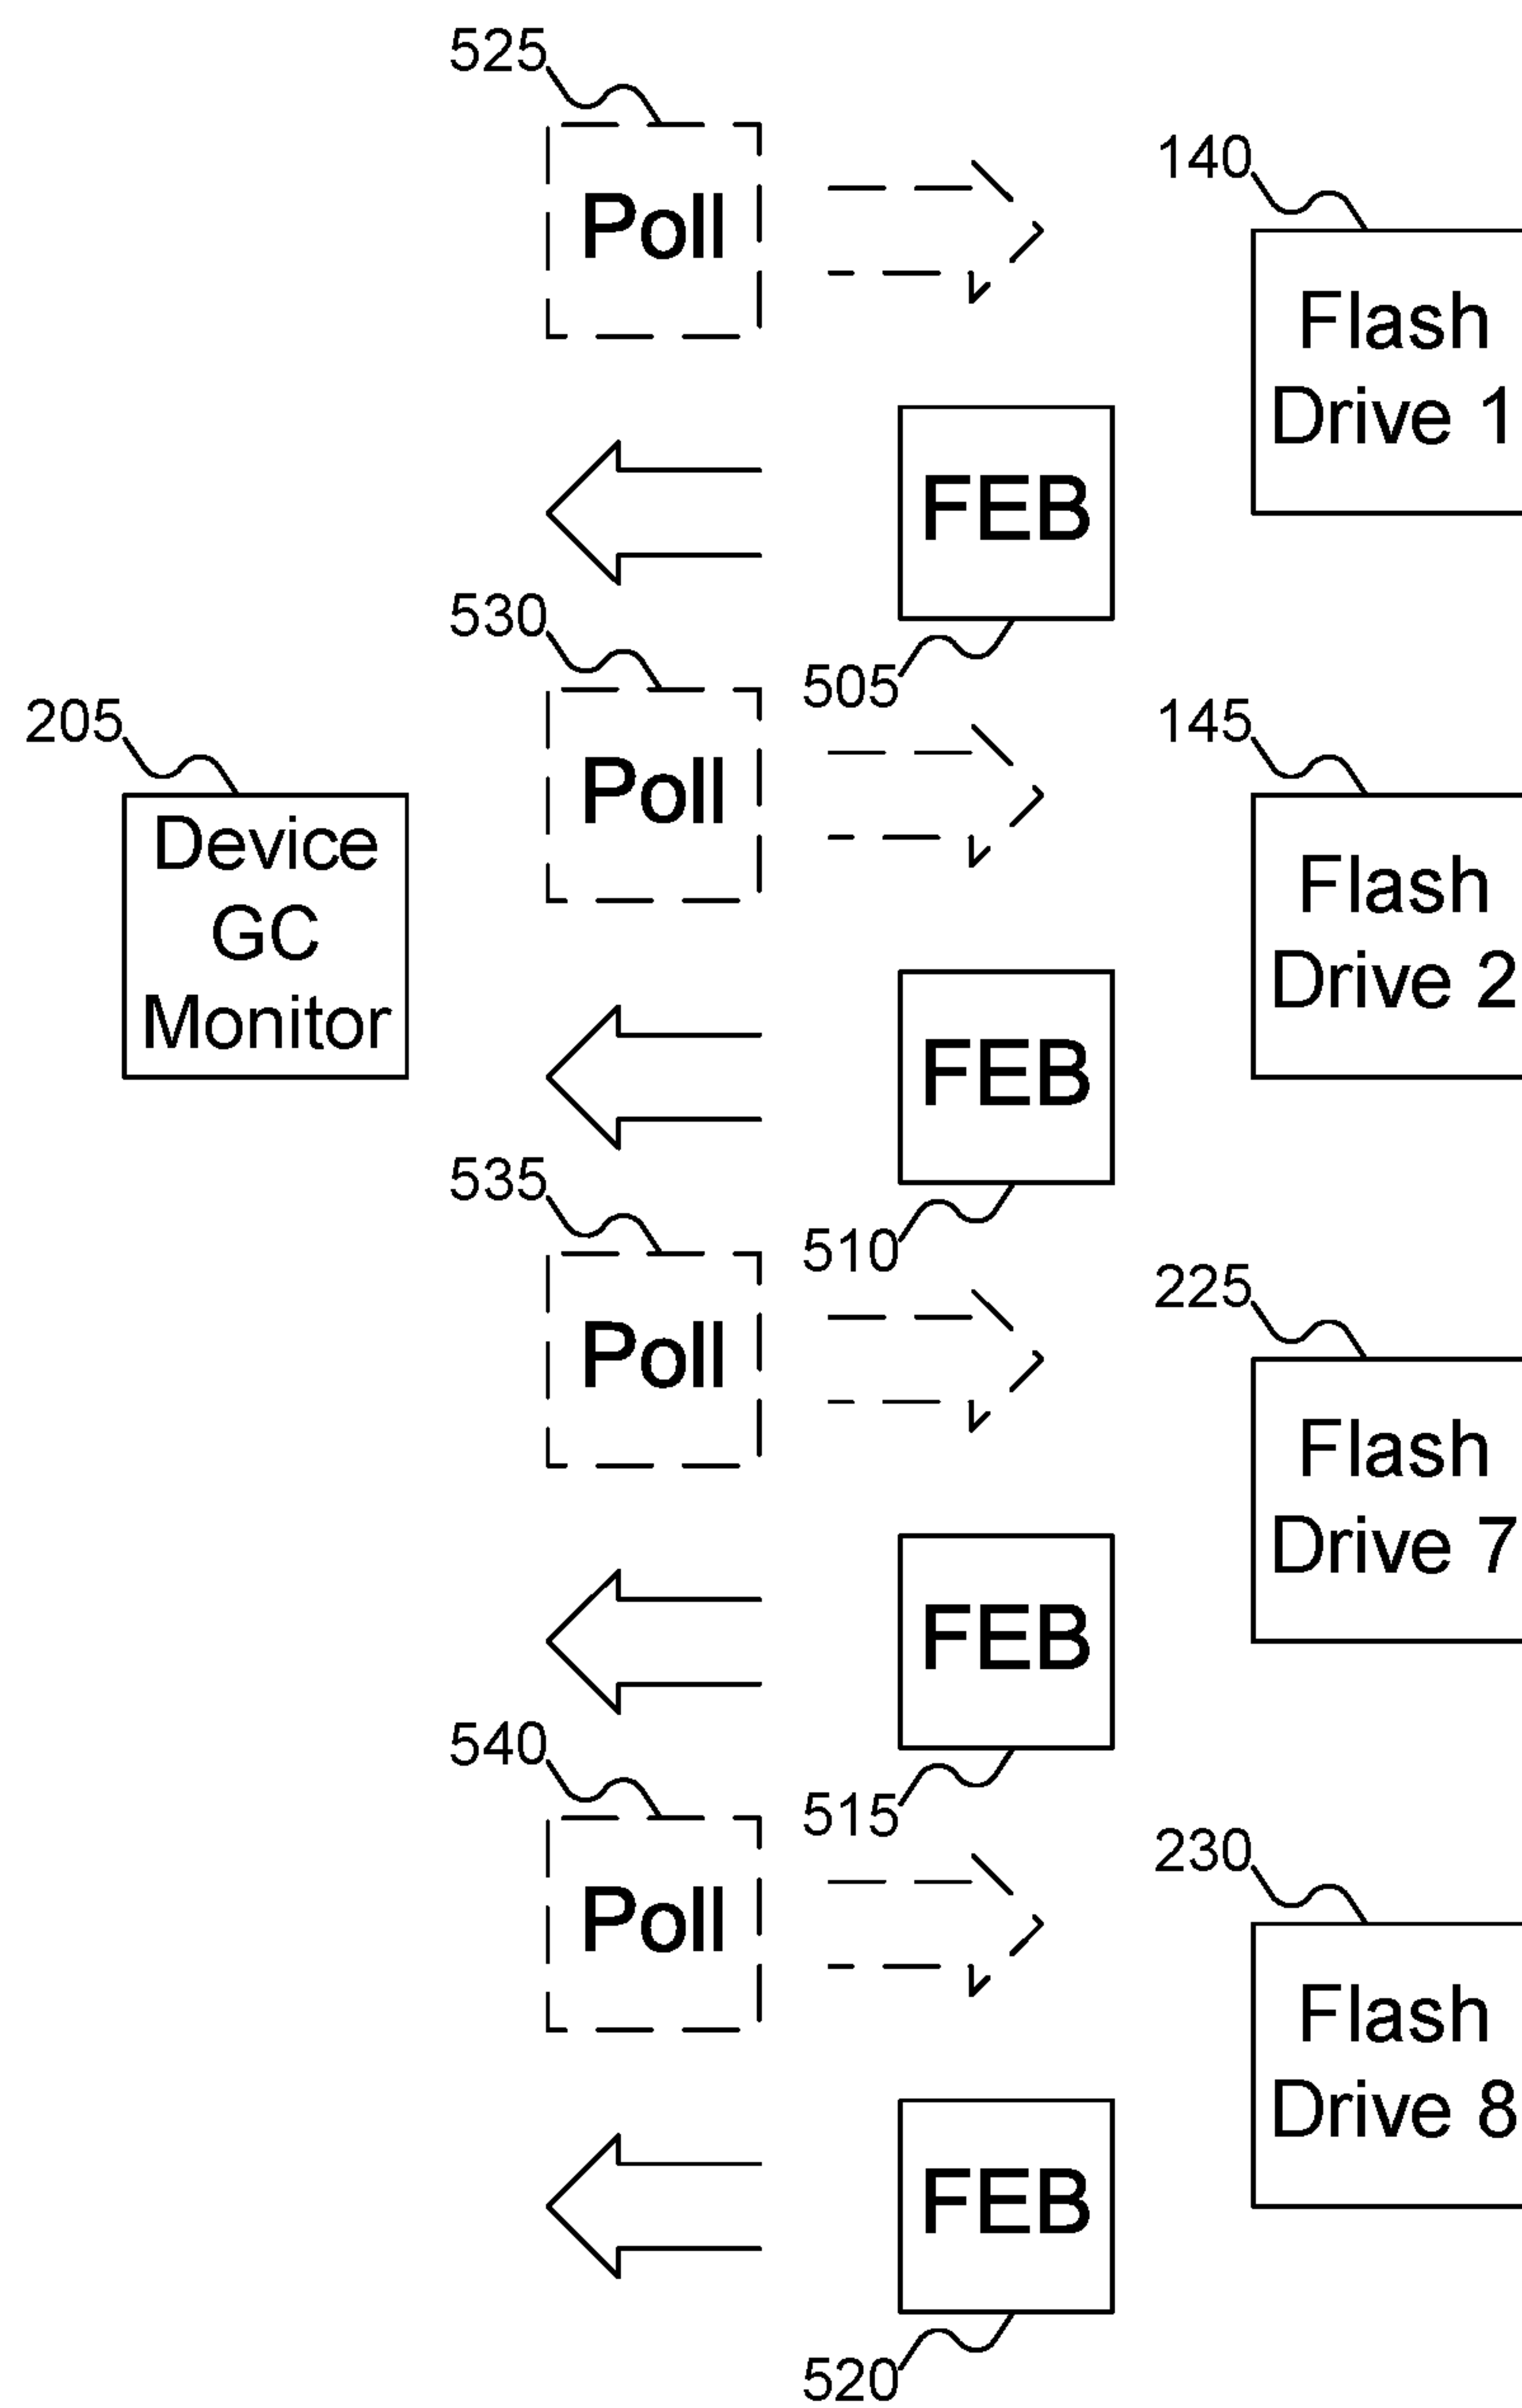 525
Poll
140
Flash
Drive 1
FEB
505
530
Poll
205
Device
GC
Monitor
145
Flash
Drive 2
FEB
510
535
Poll
225
Flash
Drive 7
FEB
515
540
Poll
230
Flash
Drive 8
FEB
520